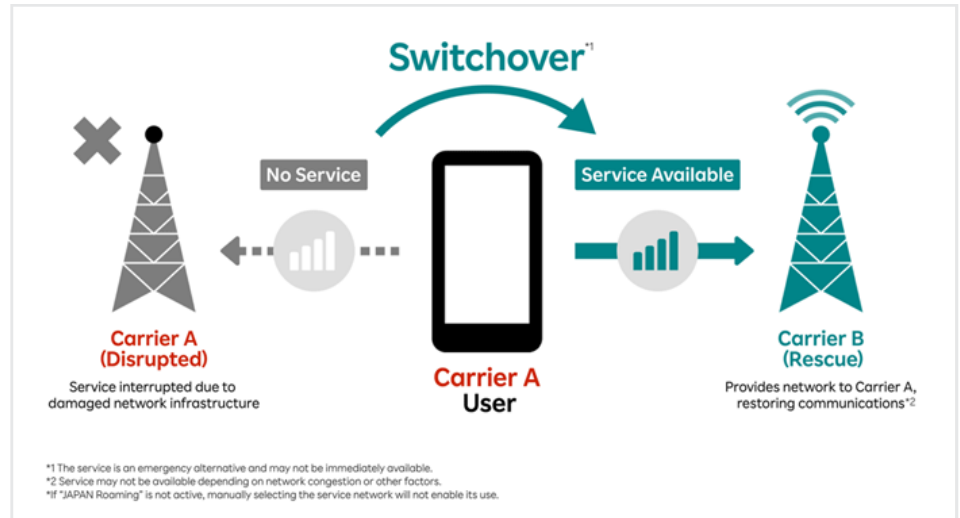 Switchover*1
No Service
Service Available
Carrier A
(Disrupted)
Service interrupted due to
damaged network infrastructure
Carrier A
User
Carrier B
(Rescue)
Provides network to Carrier A,
restoring communications*2
*1 The service is an emergency alternative and may not be immediately available.
*2 Service may not be available depending on network congestion or other factors.
*If "JAPAN Roaming" is not active, manually selecting the service network will not enable its use.